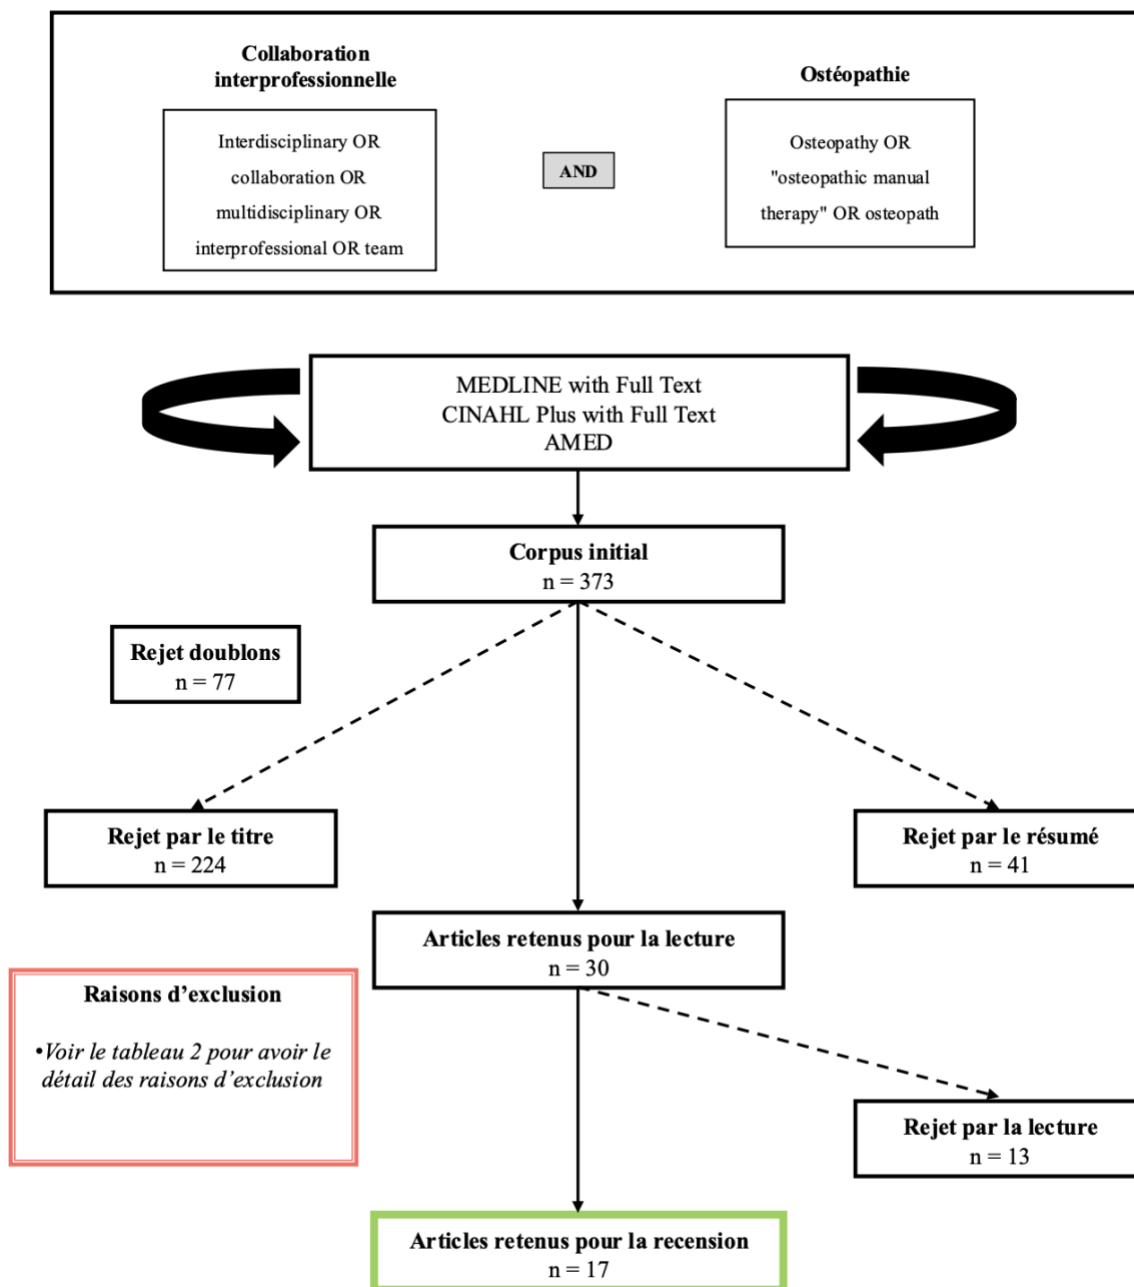 Collaboration
interprofessionnelle
Interdisciplinary OR
collaboration OR
multidisciplinary OR
interprofessional OR team
AND
Ostéopathie
Osteopathy OR
"osteopathic manual
therapy" OR osteopath
MEDLINE with Full Text
CINAHL Plus with Full Text
AMED
Corpus initial
n = 373
Rejet doublons
n = 77
Rejet par le titre
n = 224
Rejet par le résumé
n = 41
Articles retenus pour la lecture
n = 30
Raisons d’exclusion
•Voir le tableau 2 pour avoir le
détail des raisons d’exclusion
Rejet par la lecture
n = 13
Articles retenus pour la recension
n = 17